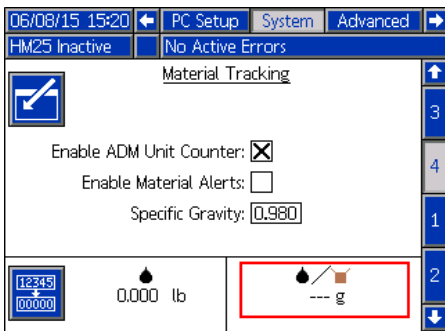 06/08/15 15:20 PC Setup System Advanced
HM25 Inactive No Active Errors
Material Tracking
3
Enable ADM Unit Counter:
4
Enable Material Alerts:
Specific Gravity: 0.980
1
12345
00000
0.000 lb
/
--- g
2